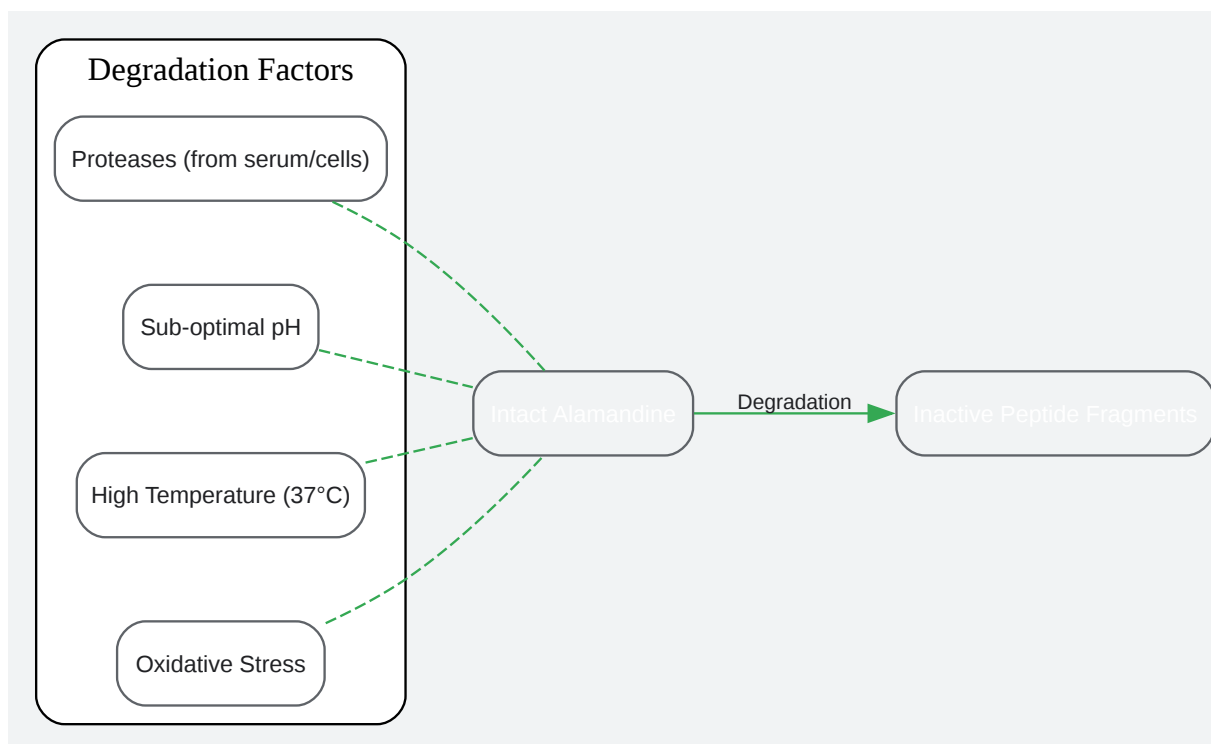 Degradation Factors
Proteases (from serum/cells)
Sub-optimal pH
High Temperature (37°C)
Oxidative Stress
Intact Alamandine
Degradation
Inactive Peptide Fragments